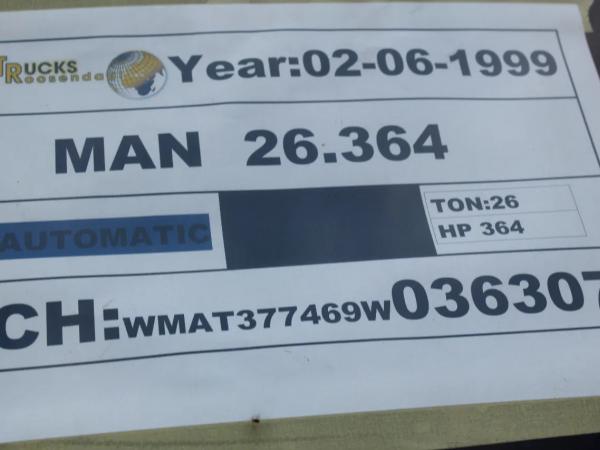 TRUCKS
Roosendaal Year:02-06-1999
MAN 26.364
AUTOMATIC
TON:26
HP 364
CH:WMAT377469W036307